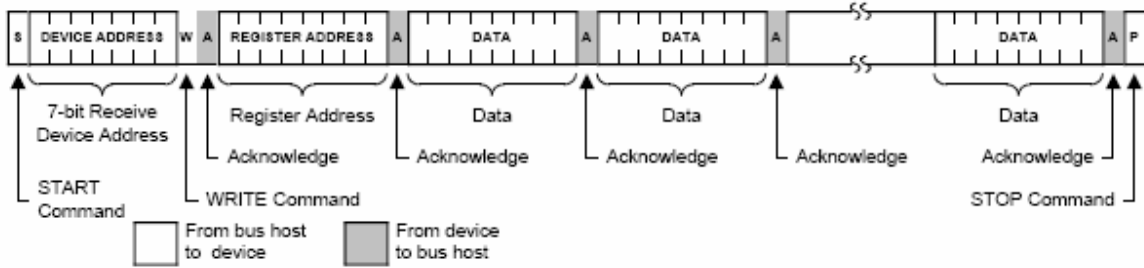 S DEVICE ADDRESS W A REGISTER ADDRESS A DATA A DATA A DATA A P
7-bit Receive
Device Address
Register Address
Data
Data
Data
Acknowledge
Acknowledge
Acknowledge
Acknowledge
Acknowledge
START
Command
WRITE Command
STOP Command
From bus host
to device
From device
to bus host